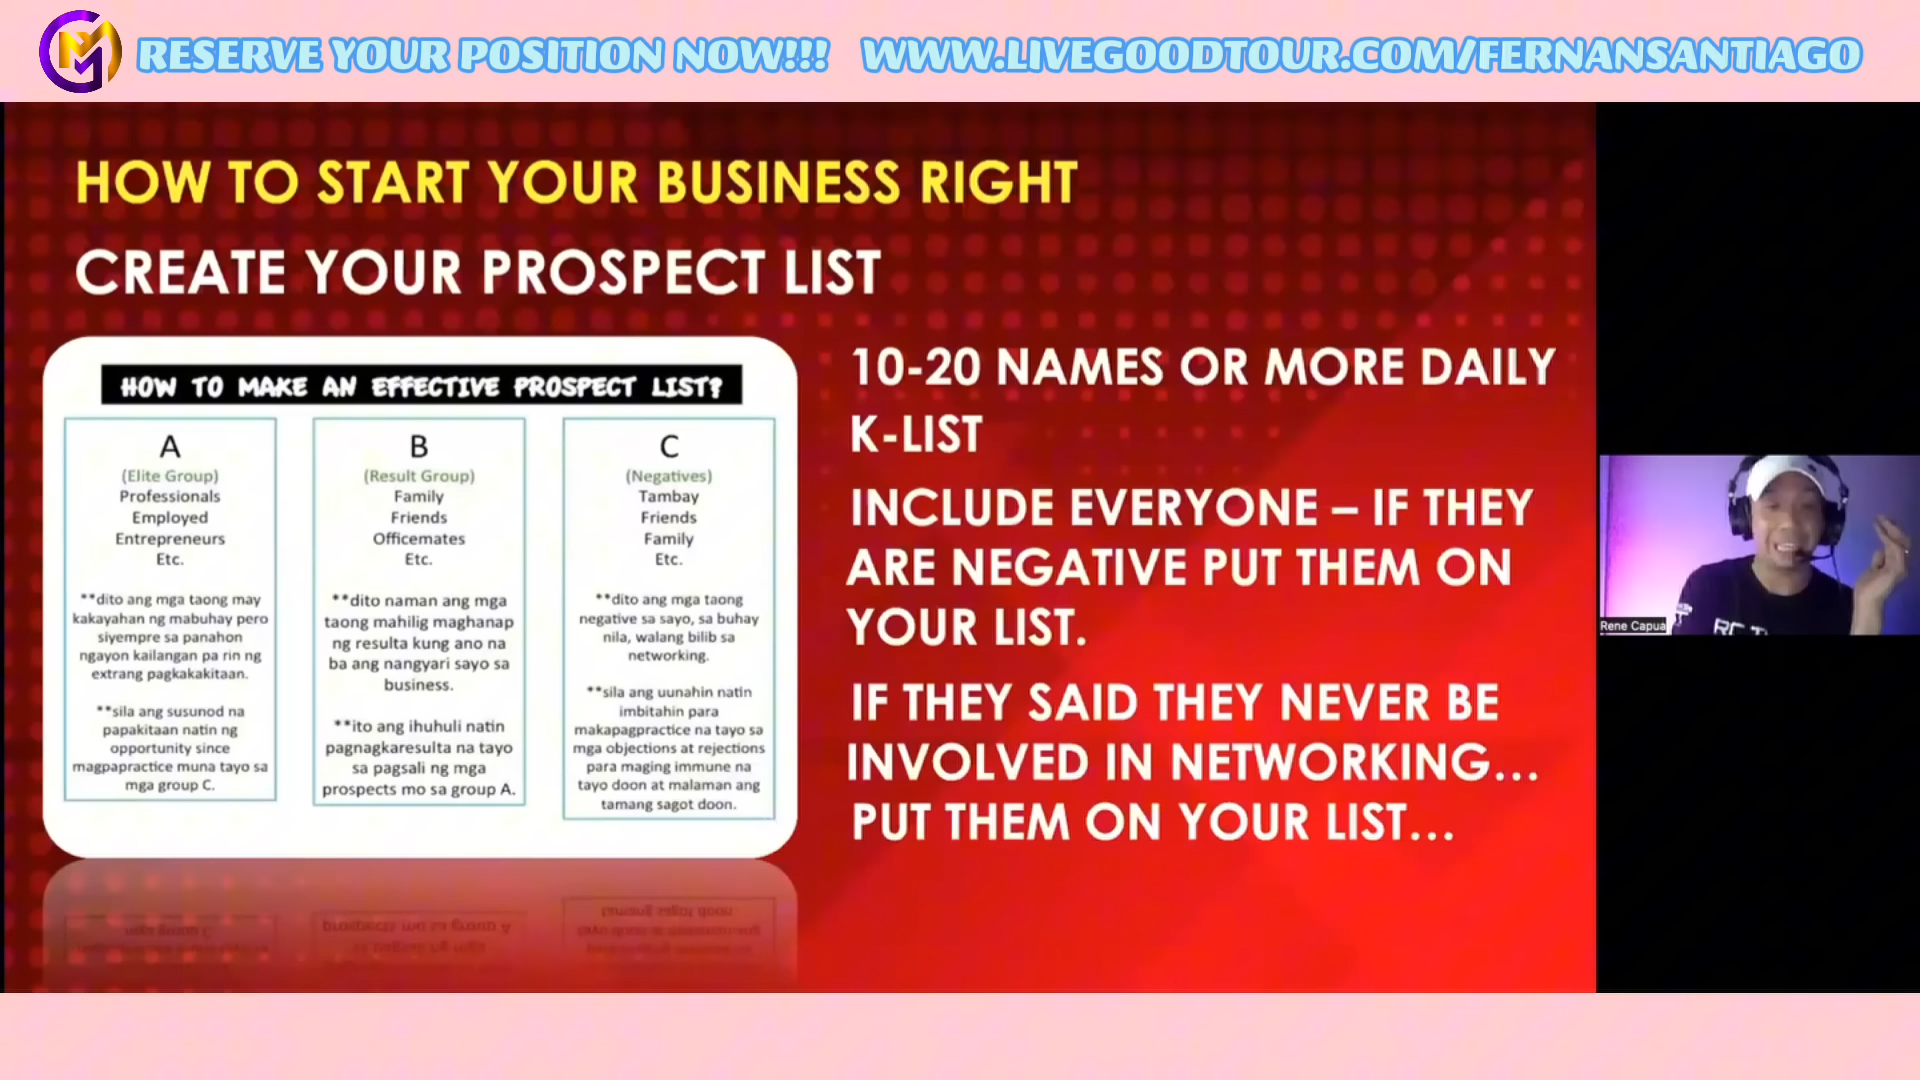 RESERVE YOUR POSITION NOW!!! WWW.LIVEGOODTOUR.COM/FERNANSANTIAGO
HOW TO START YOUR BUSINESS RIGHT
CREATE YOUR PROSPECT LIST
HOW TO MAKE AN EFFECTIVE PROSPECT LIST?
A
(Elite Group)
Professionals
Employed
Entrepreneurs
Etc.
**dito ang mga taong may
kakayahan ng mabuhay pero
siyempre sa panahon
ngayon kailangan pa rin ng
extrang pagkakakitaan.
**sila ang susunod na
papakitaan natin ng
opportunity since
magpapractice muna tayo sa
mga group C.
B
(Result Group)
Family
Friends
Officemates
Etc.
**dito naman ang mga
taong mahilig maghanap
ng resulta kung ano na
ba ang nangyari sayo sa
business.
**ito ang ihuhuli natin
pagnagkaresulta na tayo
sa pagsali ng mga
prospects mo sa group A.
C
(Negatives)
Tambay
Friends
Family
Etc.
**dito ang mga taong
negative sa sayo, sa buhay
nila, walang bilib sa
networking.
**sila ang uunahin natin
imbitahin para
makapagpractice na tayo sa
mga objections at rejections
para maging immune na
tayo doon at malaman ang
tamang sagot doon.
10-20 NAMES OR MORE DAILY
K-LIST
INCLUDE EVERYONE – IF THEY
ARE NEGATIVE PUT THEM ON
YOUR LIST.
IF THEY SAID THEY NEVER BE
INVOLVED IN NETWORKING...
PUT THEM ON YOUR LIST...
Rene Capua